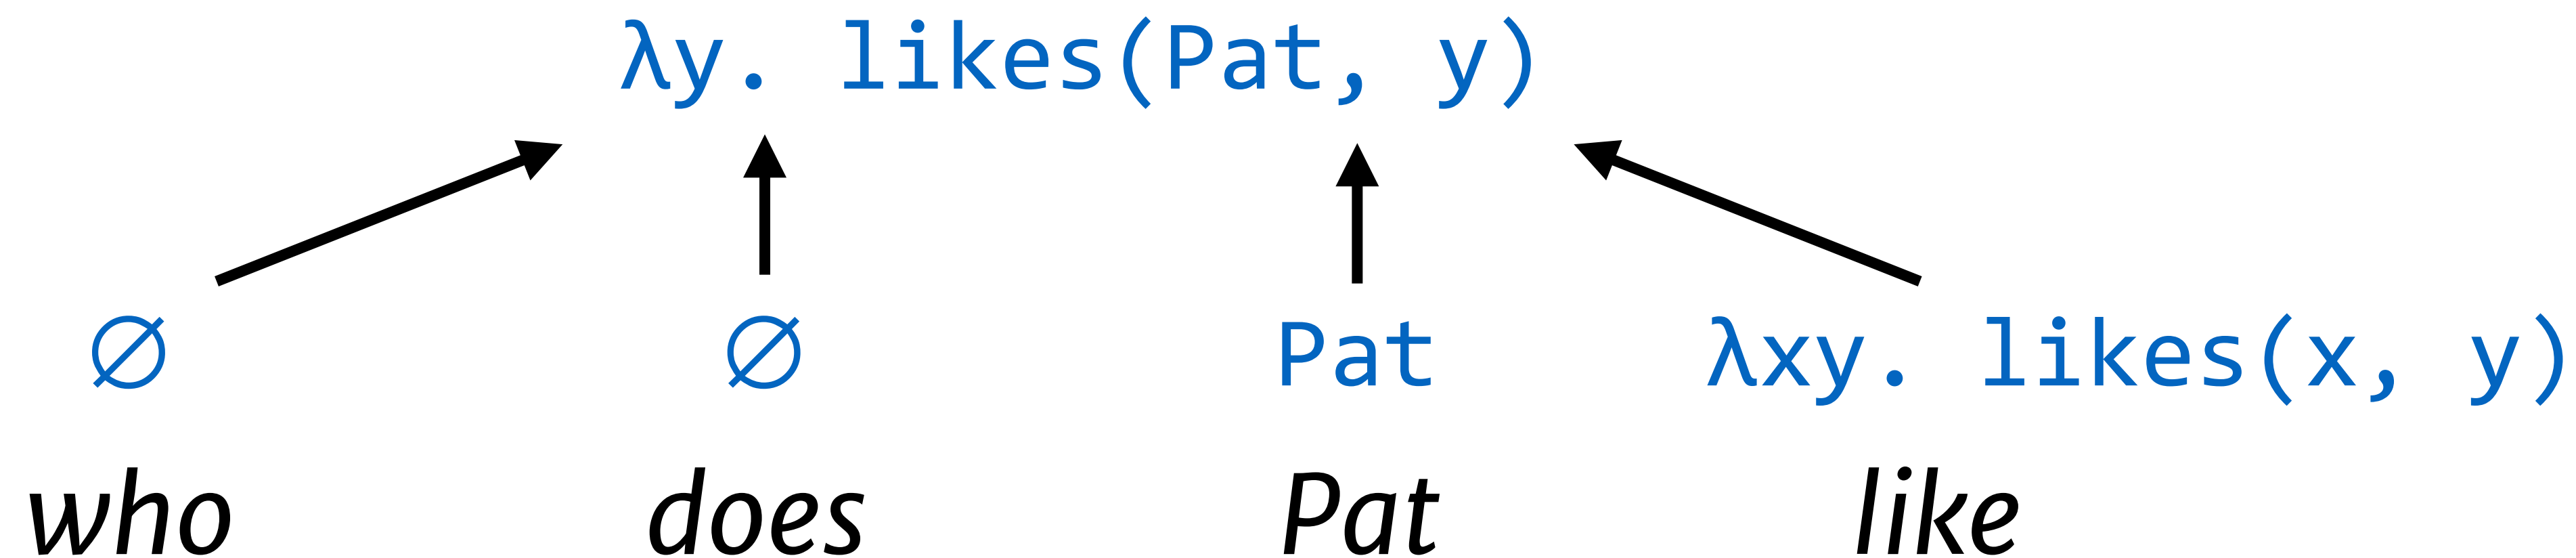 λy. likes(Pat, y)
∅ ∅ Pat λxy. likes(x, y)
who does Pat like